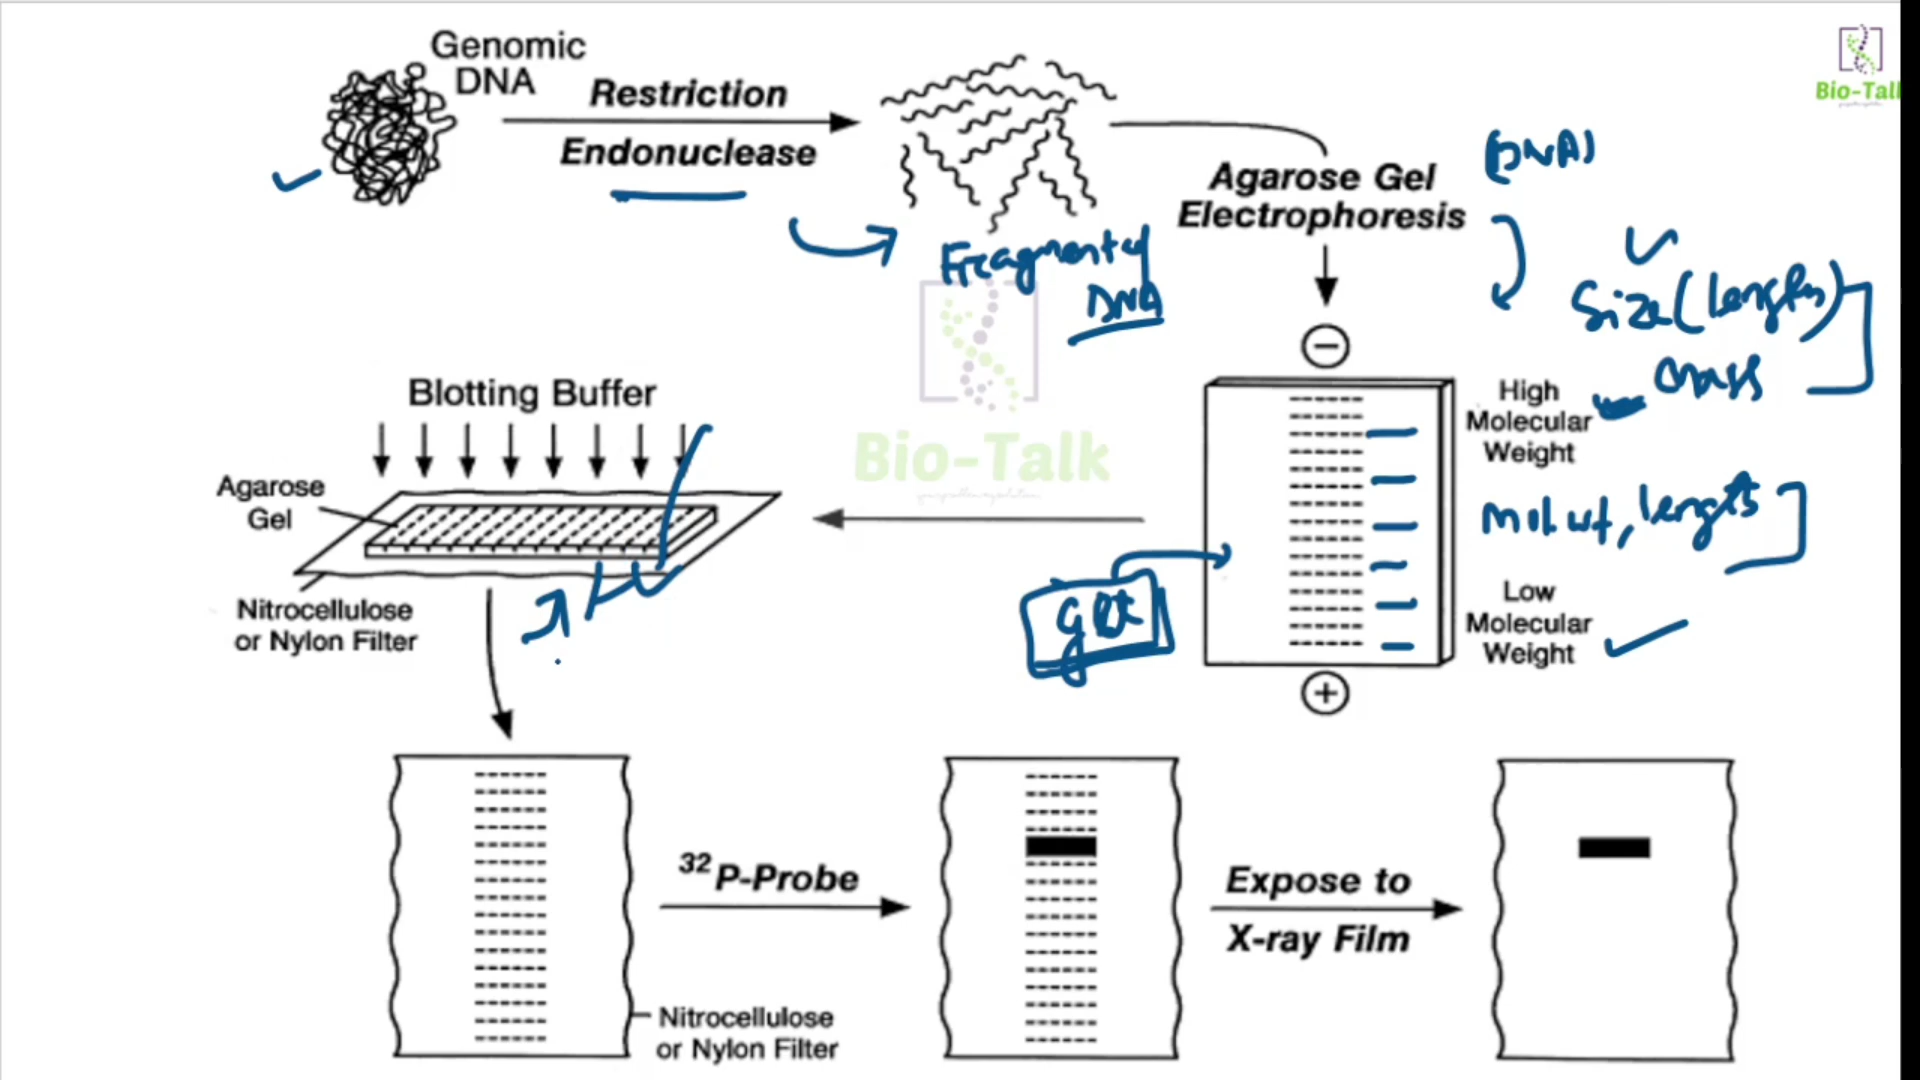 Genomic
DNA
Restriction
Endonuclease
Agarose Gel
Electrophoresis
(DNA)
Bio-Talk
Fragmented
DNA
Size (length)
mass
−
High
Molecular
Weight
Mol wt, length
Low
Molecular
Weight
+
gel
Bio-Talk
Blotting Buffer
Agarose
Gel
Nitrocellulose
or Nylon Filter
32P-Probe
Expose to
X-ray Film
Nitrocellulose
or Nylon Filter